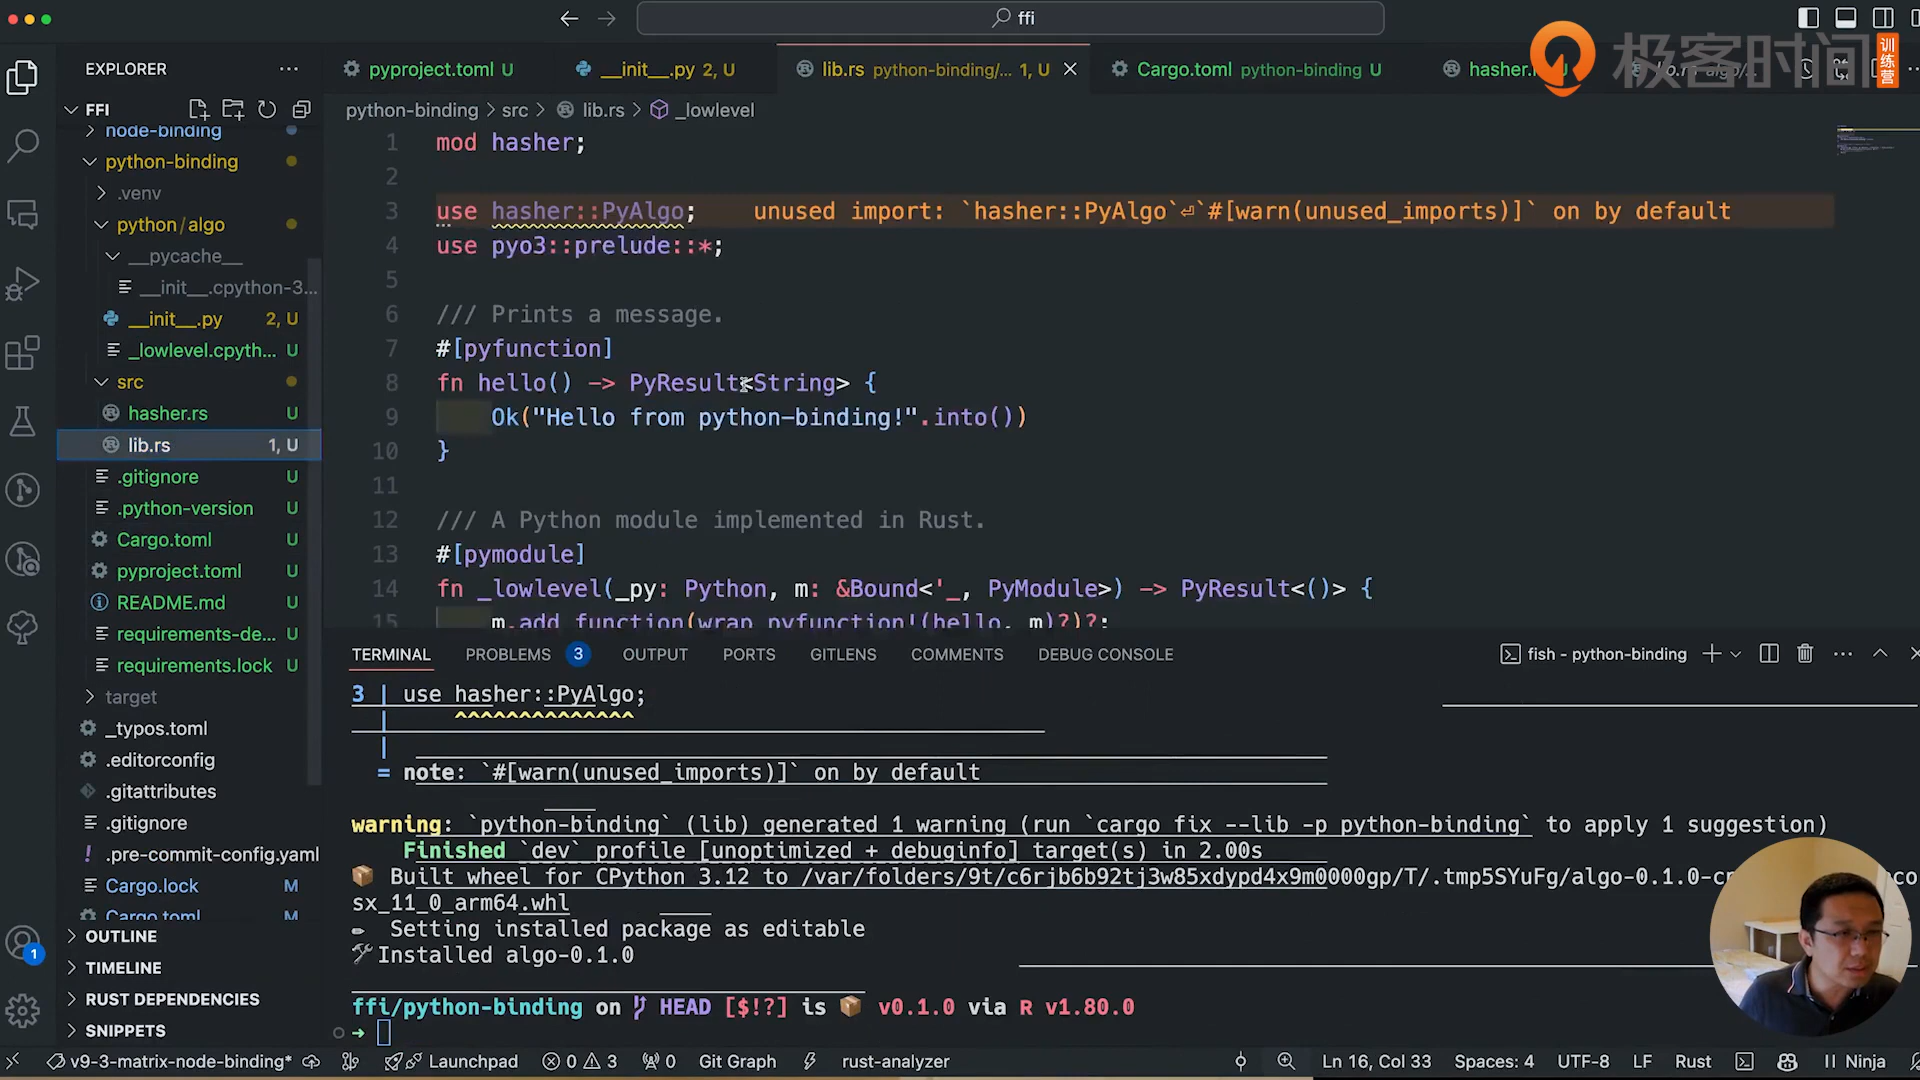 ffi
EXPLORER
FFI
node-binding
python-binding
.venv
python/algo
__pycache__
__init__.cpython-3...
__init__.py 2, U
_lowlevel.cpyth... U
src
hasher.rs U
lib.rs 1, U
.gitignore U
.python-version U
Cargo.toml U
pyproject.toml U
README.md U
requirements-de... U
requirements.lock U
target
_typos.toml
.editorconfig
.gitattributes
.gitignore
.pre-commit-config.yaml
Cargo.lock M
Cargo.toml M
OUTLINE
TIMELINE
RUST DEPENDENCIES
SNIPPETS
pyproject.toml U
__init__.py 2, U
lib.rs python-binding/... 1, U
Cargo.toml python-binding U
极客时间 训练营
python-binding > src > lib.rs > _lowlevel
1 mod hasher;
2
3 use hasher::PyAlgo; unused import: `hasher::PyAlgo`⏎`#[warn(unused_imports)]` on by default
4 use pyo3::prelude::*;
5
6 /// Prints a message.
7 #[pyfunction]
8 fn hello() -> PyResult<String> {
9 Ok("Hello from python-binding!".into())
10 }
11
12 /// A Python module implemented in Rust.
13 #[pymodule]
14 fn _lowlevel(_py: Python, m: &Bound<'_, PyModule>) -> PyResult<()> {
15 m.add_function(wrap_pyfunction!(hello, m)?)?;
TERMINAL PROBLEMS 3 OUTPUT PORTS GITLENS COMMENTS DEBUG CONSOLE
fish - python-binding
3 | use hasher::PyAlgo;
| ^^^^^^^^^^^^^^
|
= note: `#[warn(unused_imports)]` on by default
warning: `python-binding` (lib) generated 1 warning (run `cargo fix --lib -p python-binding` to apply 1 suggestion)
Finished `dev` profile [unoptimized + debuginfo] target(s) in 2.00s
📦 Built wheel for CPython 3.12 to /var/folders/9t/c6rjb6b92tj3w85xdypd4x9m0000gp/T/.tmp5SYuFg/algo-0.1.0-
sx_11_0_arm64.whl
✏ Setting installed package as editable
🛠 Installed algo-0.1.0
ffi/python-binding on HEAD [$!?] is 📦 v0.1.0 via R v1.80.0
➜
1
v9-3-matrix-node-binding* Launchpad 0 3 0 Git Graph rust-analyzer Ln 16, Col 33 Spaces: 4 UTF-8 LF Rust Ninja